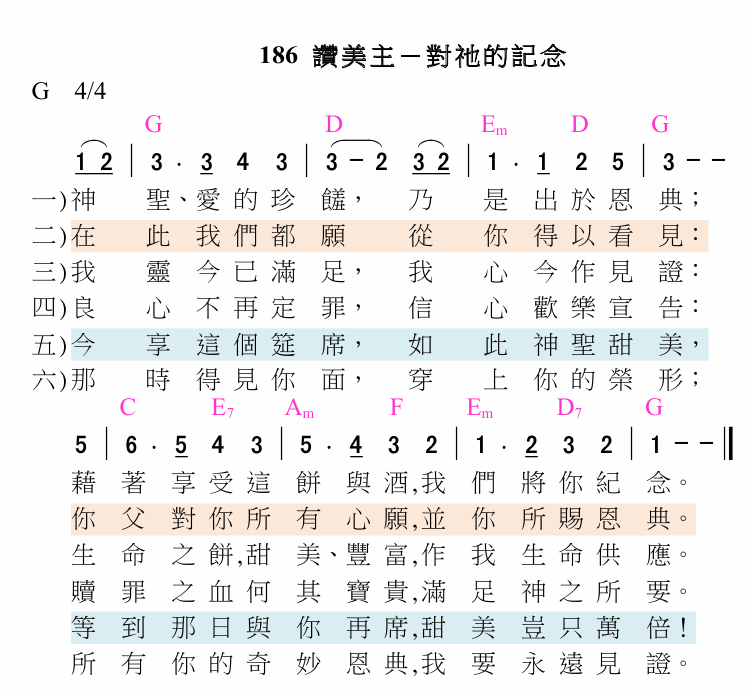 186 讚美主－對祂的記念
G 4/4
G D Em D G
1 2 | 3 . 3 4 3 | 3 － 2 3 2 | 1 . 1 2 5 | 3 － －
一)神 聖、愛的珍饈， 乃 是出於恩典；
二)在 此我們都願 從 你得以看見：
三)我 靈今已滿足， 我 心今作見證：
四)良 心不再定罪， 信 心歡樂宣告：
五)今 享這個筵席， 如 此神聖甜美，
六)那 時得見你面， 穿 上你的榮形；
C E7 Am F Em D7 G
5 | 6 . 5 4 3 | 5 . 4 3 2 | 1 . 2 3 2 | 1 － －
藉著享受這餅與酒,我們將你紀念。
你父對你所有心願,並你所賜恩典。
生命之餅,甜美、豐富,作我生命供應。
贖罪之血何其寶貴,滿足神之所要。
等到那日與你再席,甜美豈只萬倍！
所有你的奇妙恩典,我要永遠見證。